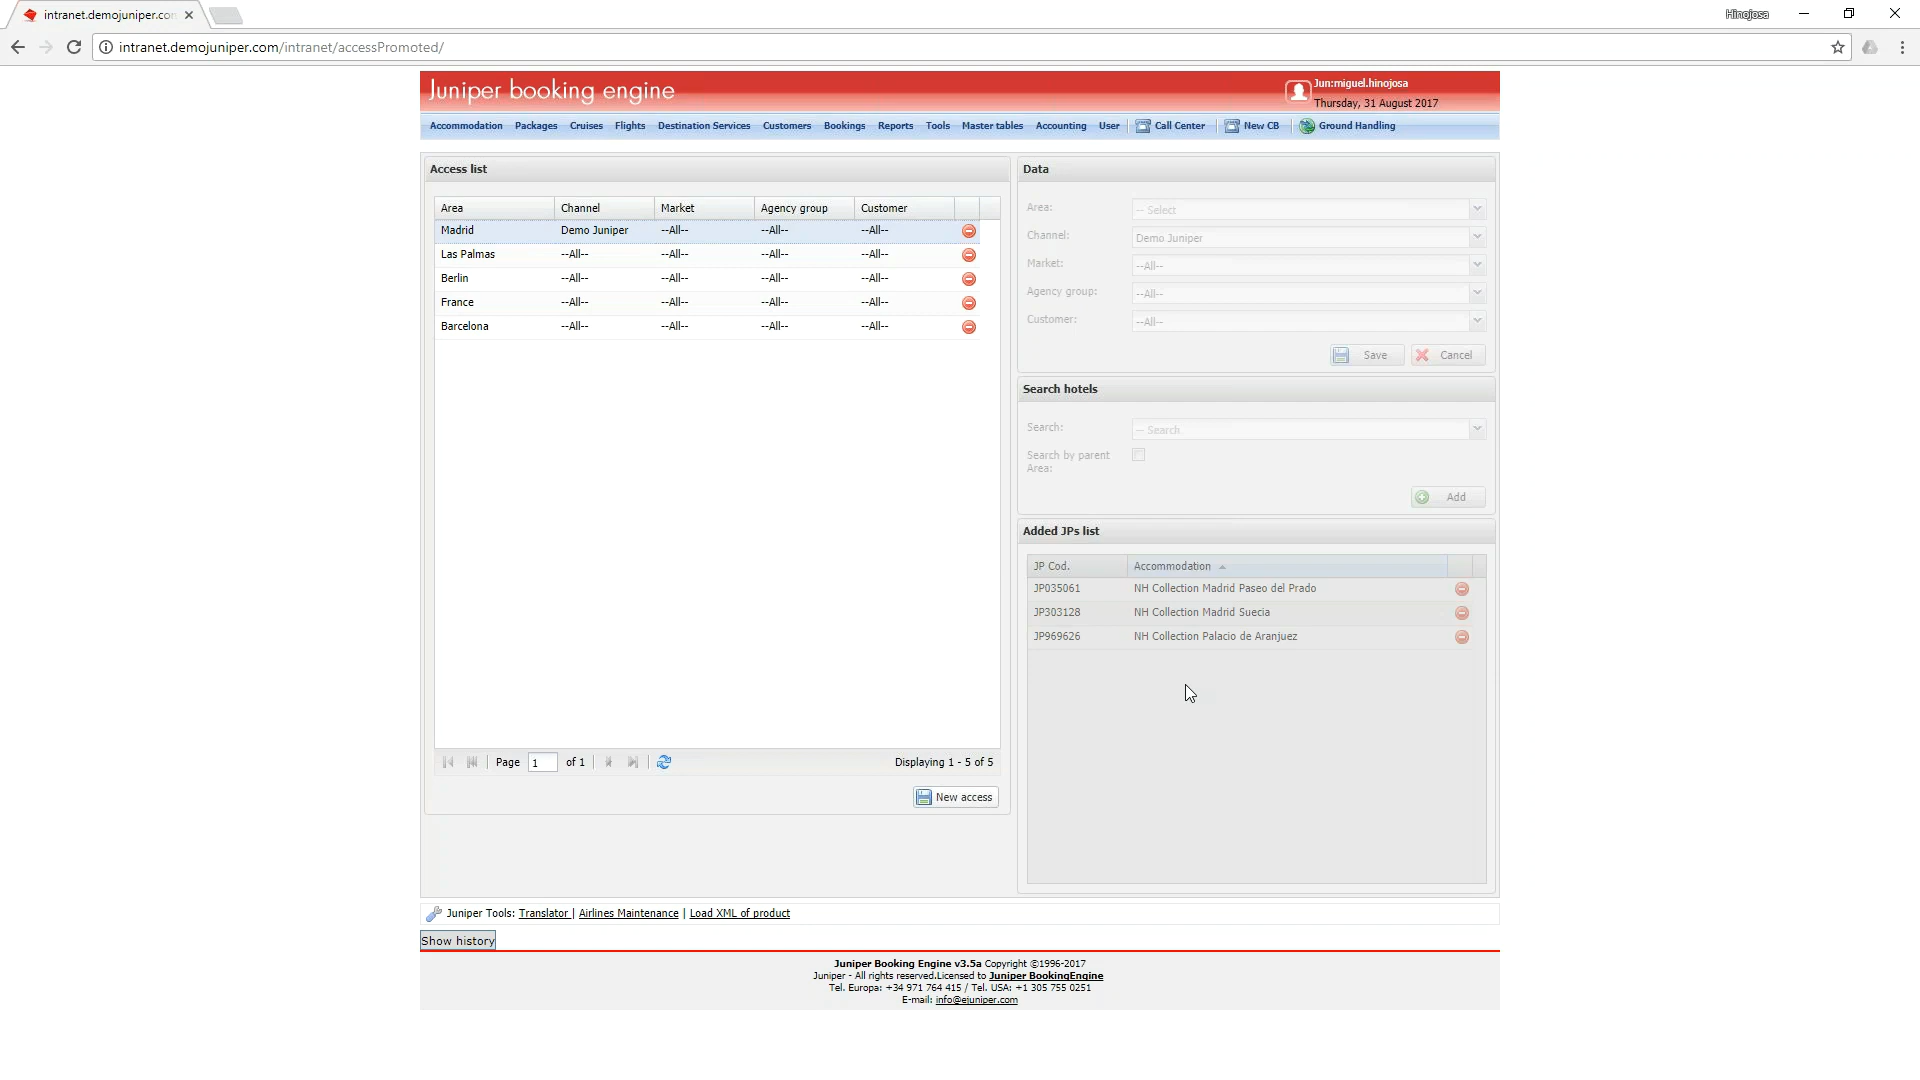 intranet.demojuniper.con
Hinojosa
intranet.demojuniper.com/intranet/accessPromoted/
Juniper booking engine
Jun:miguel.hinojosa
Thursday, 31 August 2017
Accommodation Packages Cruises Flights Destination Services Customers Bookings Reports Tools Master tables Accounting User Call Center New CB Ground Handling
Access list
Area Channel Market Agency group Customer
Madrid Demo Juniper --All-- --All-- --All--
Las Palmas --All-- --All-- --All-- --All--
Berlin --All-- --All-- --All-- --All--
France --All-- --All-- --All-- --All--
Barcelona --All-- --All-- --All-- --All--
Page 1 of 1 Displaying 1 - 5 of 5
New access
Data
Area: -- Select
Channel: Demo Juniper
Market: --All--
Agency group: --All--
Customer: --All--
Save Cancel
Search hotels
Search: -- Search
Search by parent
Area:
Add
Added JPs list
JP Cod. Accommodation
JP035061 NH Collection Madrid Paseo del Prado
JP303128 NH Collection Madrid Suecia
JP969626 NH Collection Palacio de Aranjuez
Juniper Tools: Translator | Airlines Maintenance | Load XML of product
Show history
Juniper Booking Engine v3.5a Copyright ©1996-2017
Juniper - All rights reserved.Licensed to Juniper BookingEngine
Tel. Europa: +34 971 764 415 / Tel. USA: +1 305 755 0251
E-mail: info@ejuniper.com